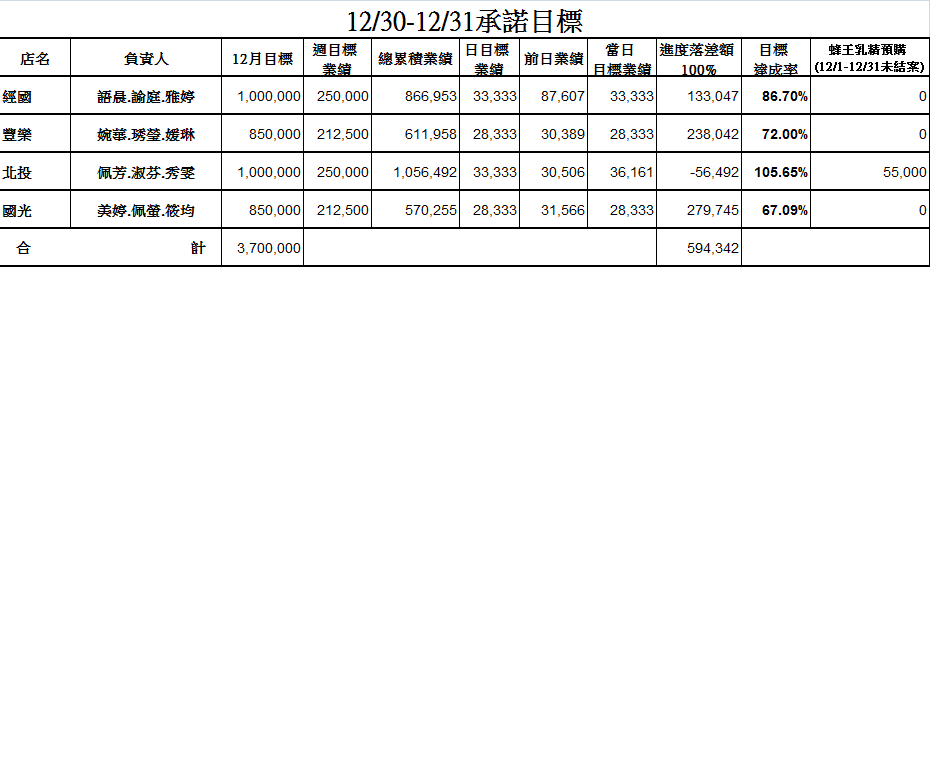 12/30-12/31承諾目標
店名 負責人 12月目標 週目標業績 總累積業績 日目標業績 前日業績 當日目標業績 進度落差額100% 目標達成率 蜂王乳精預購(12/1-12/31未結案)
經國 語晨.諭庭.雅婷 1,000,000 250,000 866,953 33,333 87,607 33,333 133,047 86.70% 0
豐樂 婉華.琇瑩.媛琳 850,000 212,500 611,958 28,333 30,389 28,333 238,042 72.00% 0
北投 佩芳.淑芬.秀雯 1,000,000 250,000 1,056,492 33,333 30,506 36,161 -56,492 105.65% 55,000
國光 美婷.佩螢.筱均 850,000 212,500 570,255 28,333 31,566 28,333 279,745 67.09% 0
合 計 3,700,000 594,342